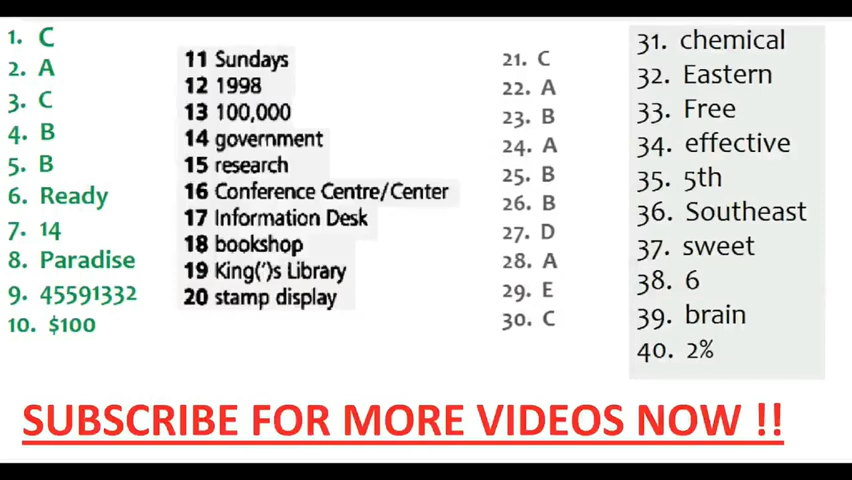 1. C
2. A
3. C
4. B
5. B
6. Ready
7. 14
8. Paradise
9. 45591332
10. $100
11 Sundays
12 1998
13 100,000
14 government
15 research
16 Conference Centre/Center
17 Information Desk
18 bookshop
19 King(')s Library
20 stamp display
21. C
22. A
23. B
24. A
25. B
26. B
27. D
28. A
29. E
30. C
31. chemical
32. Eastern
33. Free
34. effective
35. 5th
36. Southeast
37. sweet
38. 6
39. brain
40. 2%
SUBSCRIBE FOR MORE VIDEOS NOW !!